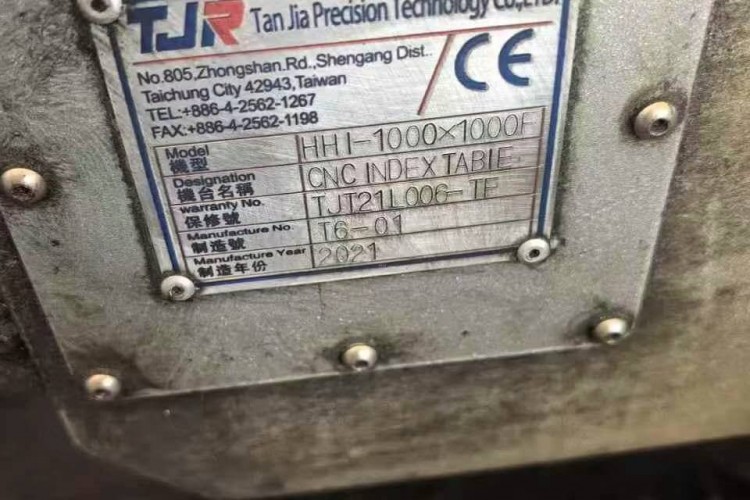 TJR Tan Jia Precision Technology Co.,LTD.
No.805,Zhongshan.Rd.,Shengang Dist..
Taichung City 42943,Taiwan
TEL:+886-4-2562-1267
FAX:+886-4-2562-1198
CE
Model HHI-1000×1000F
機型
Designation CNC INDEX TABIE
機台名稱
warranty No. TJT21L006-TF
保修號
Manufacture No. T6-01
制造號
Manufacture Year 2021
制造年份